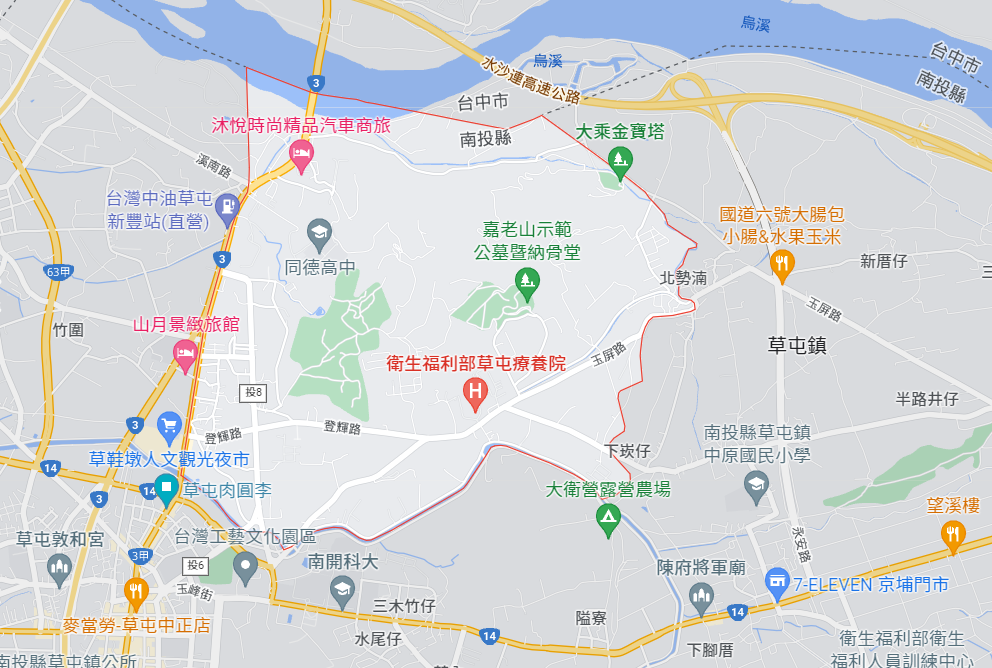 烏溪
烏溪
台中市
南投縣
水沙連高速公路
3
台中市
南投縣
沐悅時尚精品汽車商旅
大乘金寶塔
溪南路
台灣中油草屯
新豐站(直營)
國道六號大腸包
小腸&水果玉米
嘉老山示範
公墓暨納骨堂
同德高中
3
63甲
北勢湳
新厝仔
三
玉屏路
竹圍
山月景緻旅館
草屯鎮
玉屏路
衛生福利部草屯療養院
投8
半路井仔
3
登輝路
登輝路
南投縣草屯鎮
中原國民小學
下崁仔
草鞋墩人文觀光夜市
14
14
草屯肉圓李
3
大衛營露營農場
望溪樓
草屯敦和宮
台灣工藝文化園區
永安路
3甲
投6
南開科大
陳府將軍廟
玉峰街
7-ELEVEN 京埔門市
三木竹仔
14
隘寮
麥當勞-草屯中正店
水尾仔
14
下腳厝
衛生福利部衛生
福利人員訓練中心
南投縣草屯鎮公所